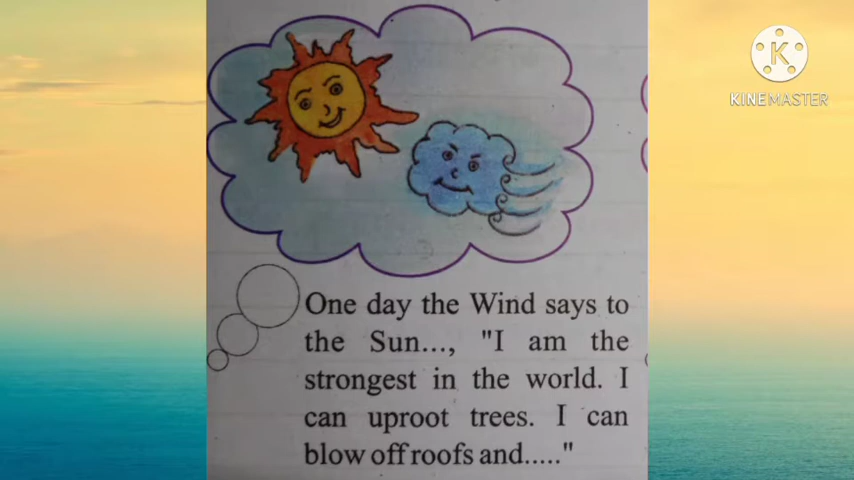 K
KINEMASTER
One day the Wind says to
the Sun..., "I am the
strongest in the world. I
can uproot trees. I can
blow off roofs and....."